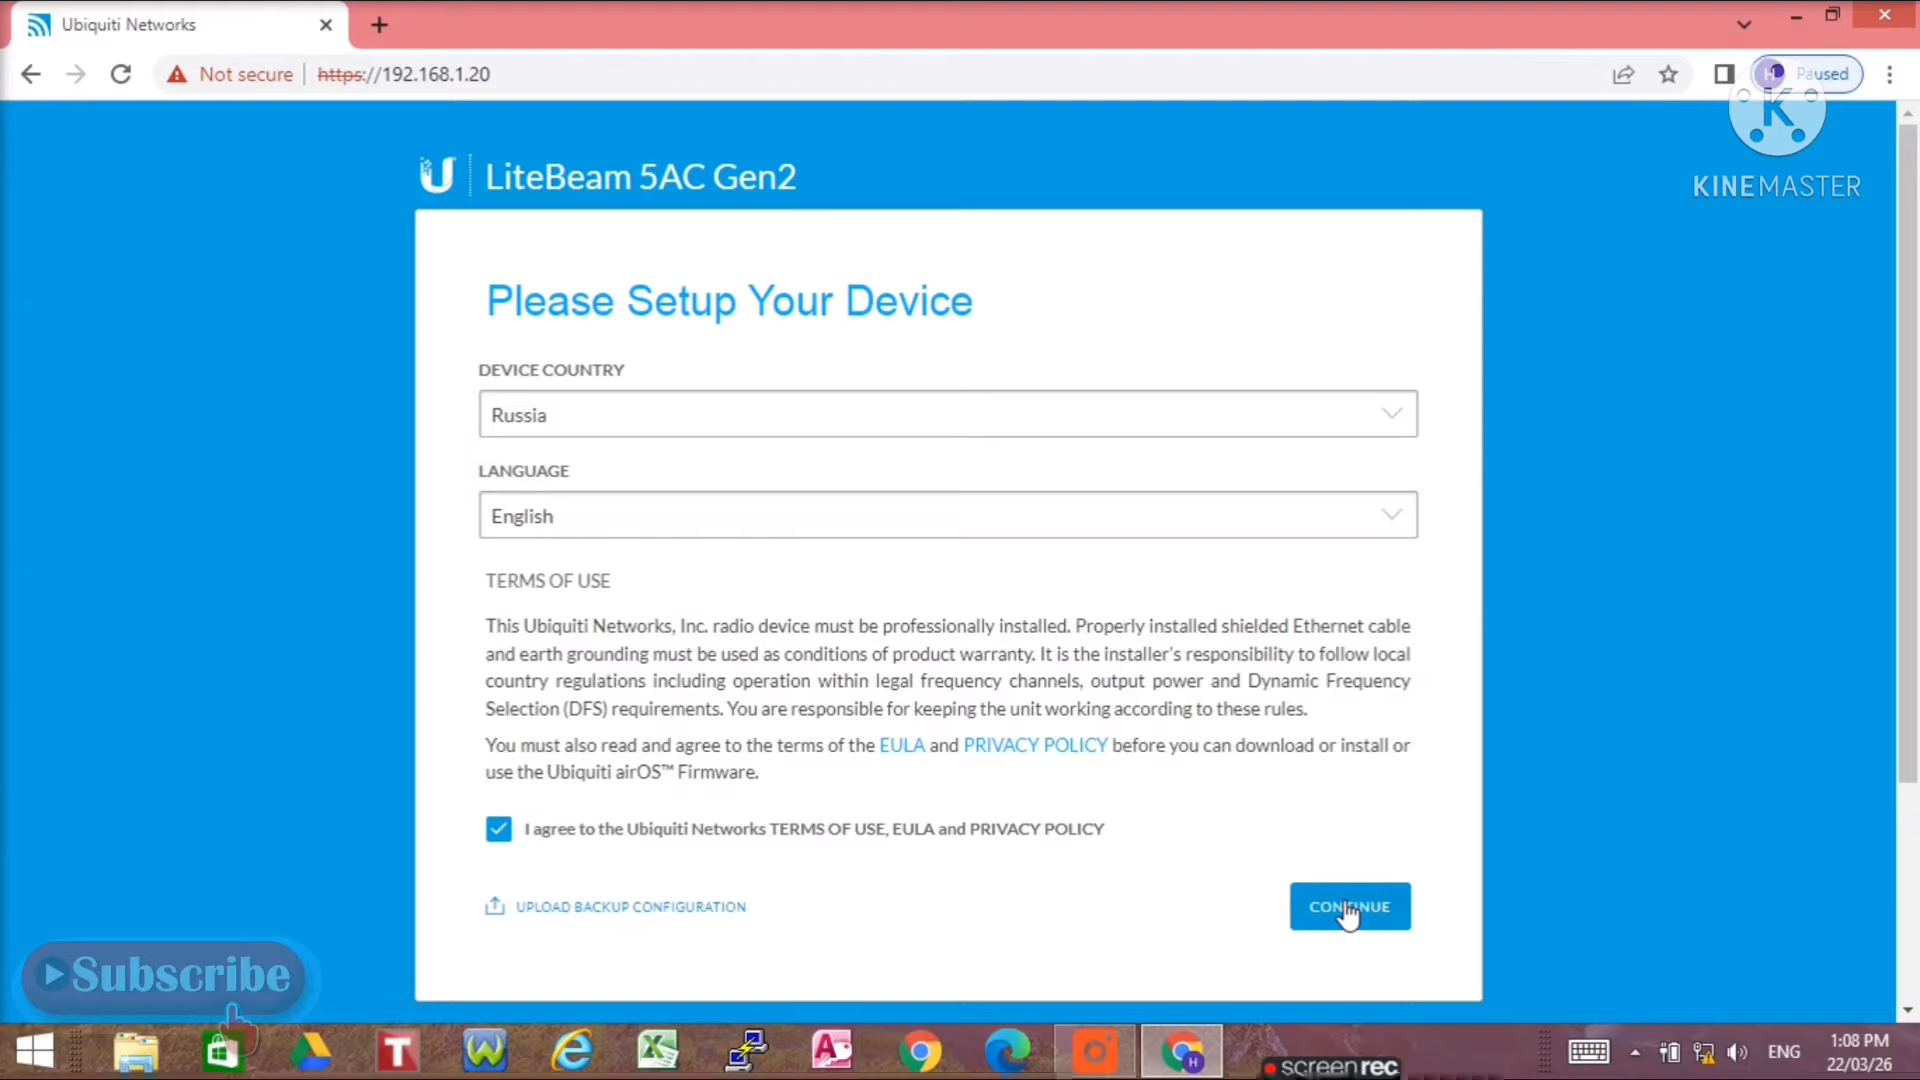 Ubiquiti Networks
Not secure
https://192.168.1.20
Paused
KINEMASTER
LiteBeam 5AC Gen2
Please Setup Your Device
DEVICE COUNTRY
Russia
LANGUAGE
English
TERMS OF USE
This Ubiquiti Networks, Inc. radio device must be professionally installed. Properly installed shielded Ethernet cable
and earth grounding must be used as conditions of product warranty. It is the installer's responsibility to follow local
country regulations including operation within legal frequency channels, output power and Dynamic Frequency
Selection (DFS) requirements. You are responsible for keeping the unit working according to these rules.
You must also read and agree to the terms of the EULA and PRIVACY POLICY before you can download or install or
use the Ubiquiti airOS™ Firmware.
I agree to the Ubiquiti Networks TERMS OF USE, EULA and PRIVACY POLICY
UPLOAD BACKUP CONFIGURATION
CONTINUE
Subscribe
screenrec
ENG
1:08 PM
22/03/26